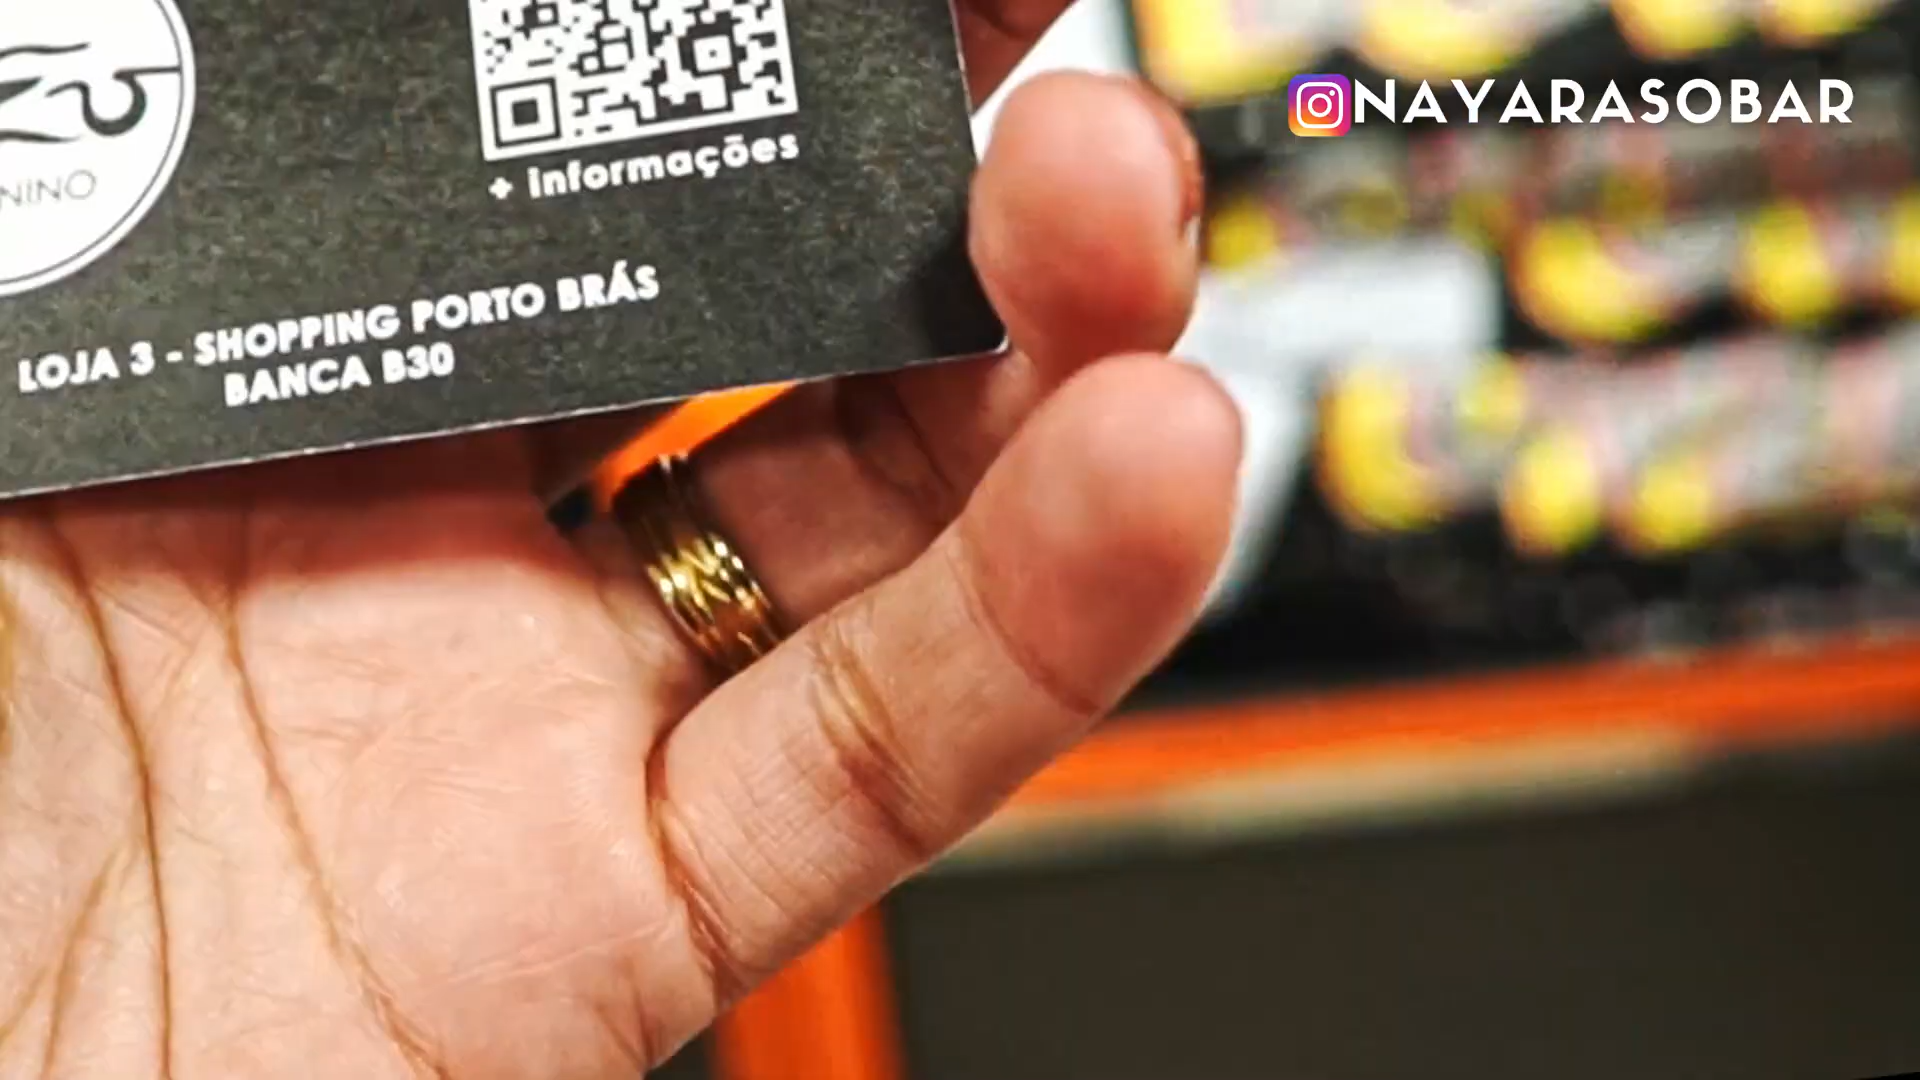 NAYARASOBAR
+ informações
NINO
LOJA 3 - SHOPPING PORTO BRÁS
BANCA B30